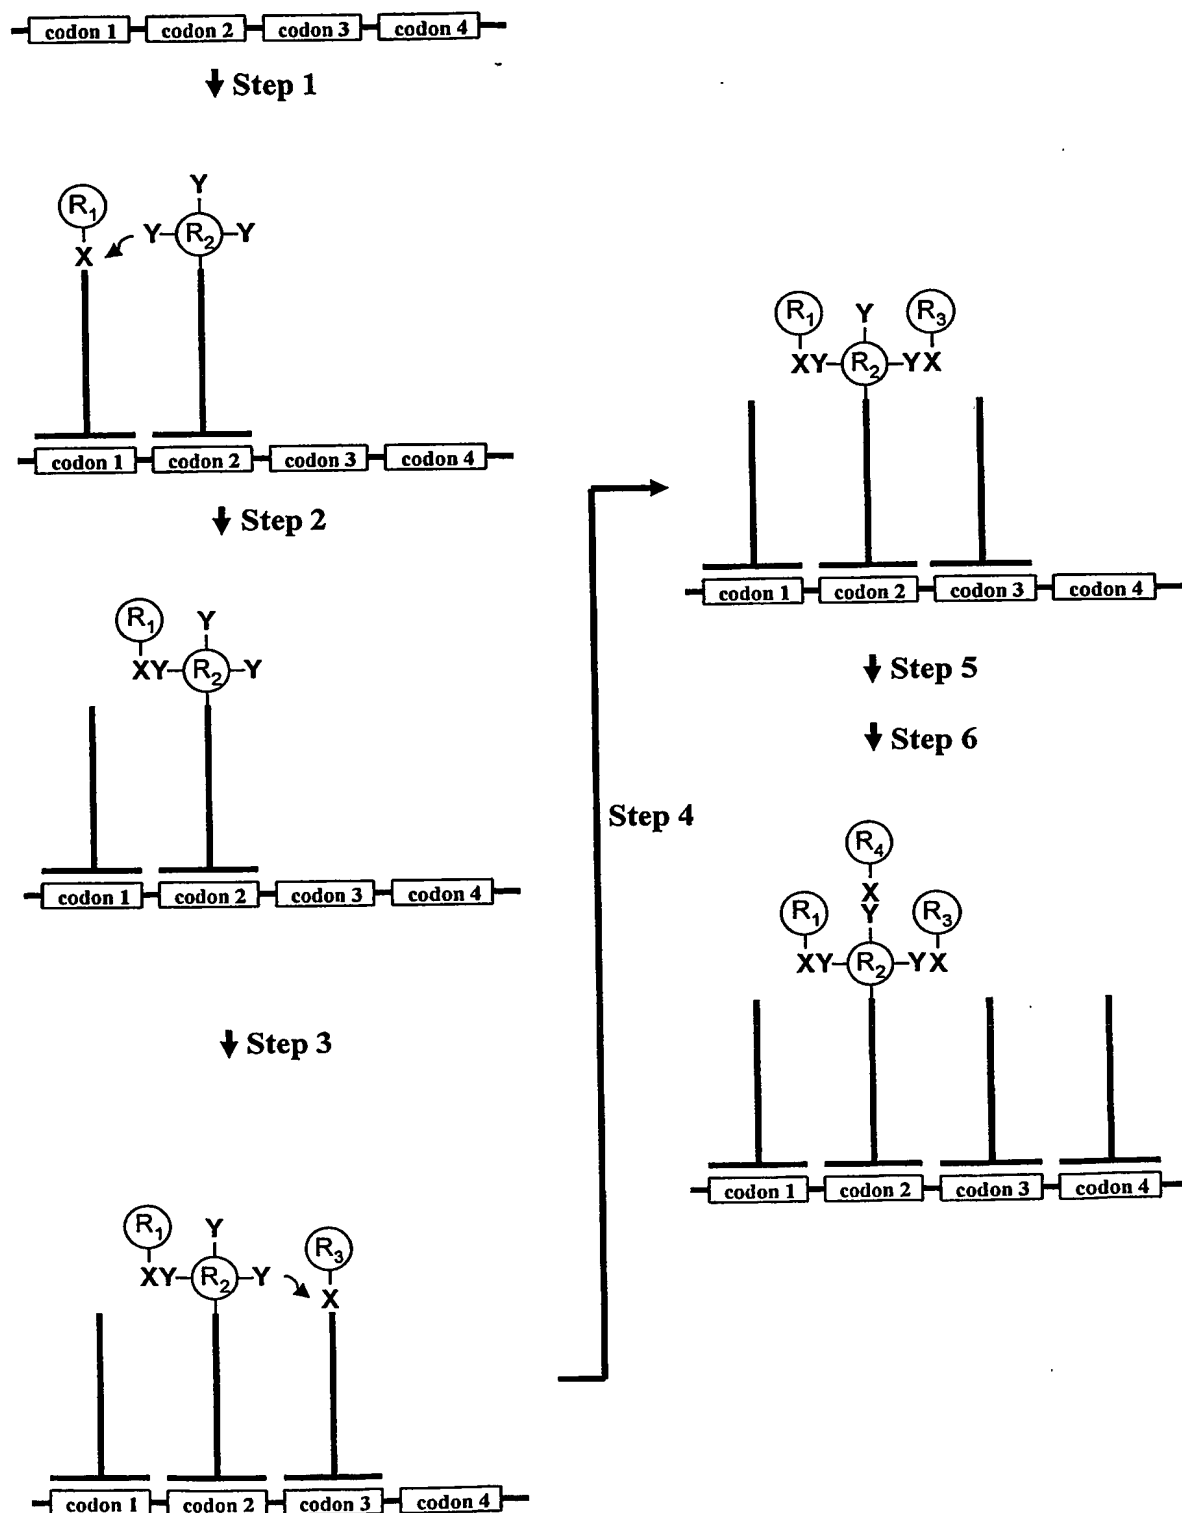 codon 1 codon 2 codon 3 codon 4
Step 1
Y
R1 Y R2 Y
X
codon 1 codon 2 codon 3 codon 4
Step 2
R1 Y
XY R2 Y
codon 1 codon 2 codon 3 codon 4
Step 3
R1 Y R3
XY R2 Y
X
codon 1 codon 2 codon 3 codon 4
Step 4
R1 Y R3
XY R2 YX
codon 1 codon 2 codon 3 codon 4
Step 5
Step 6
R4
X
R1 Y R3
XY R2 YX
codon 1 codon 2 codon 3 codon 4